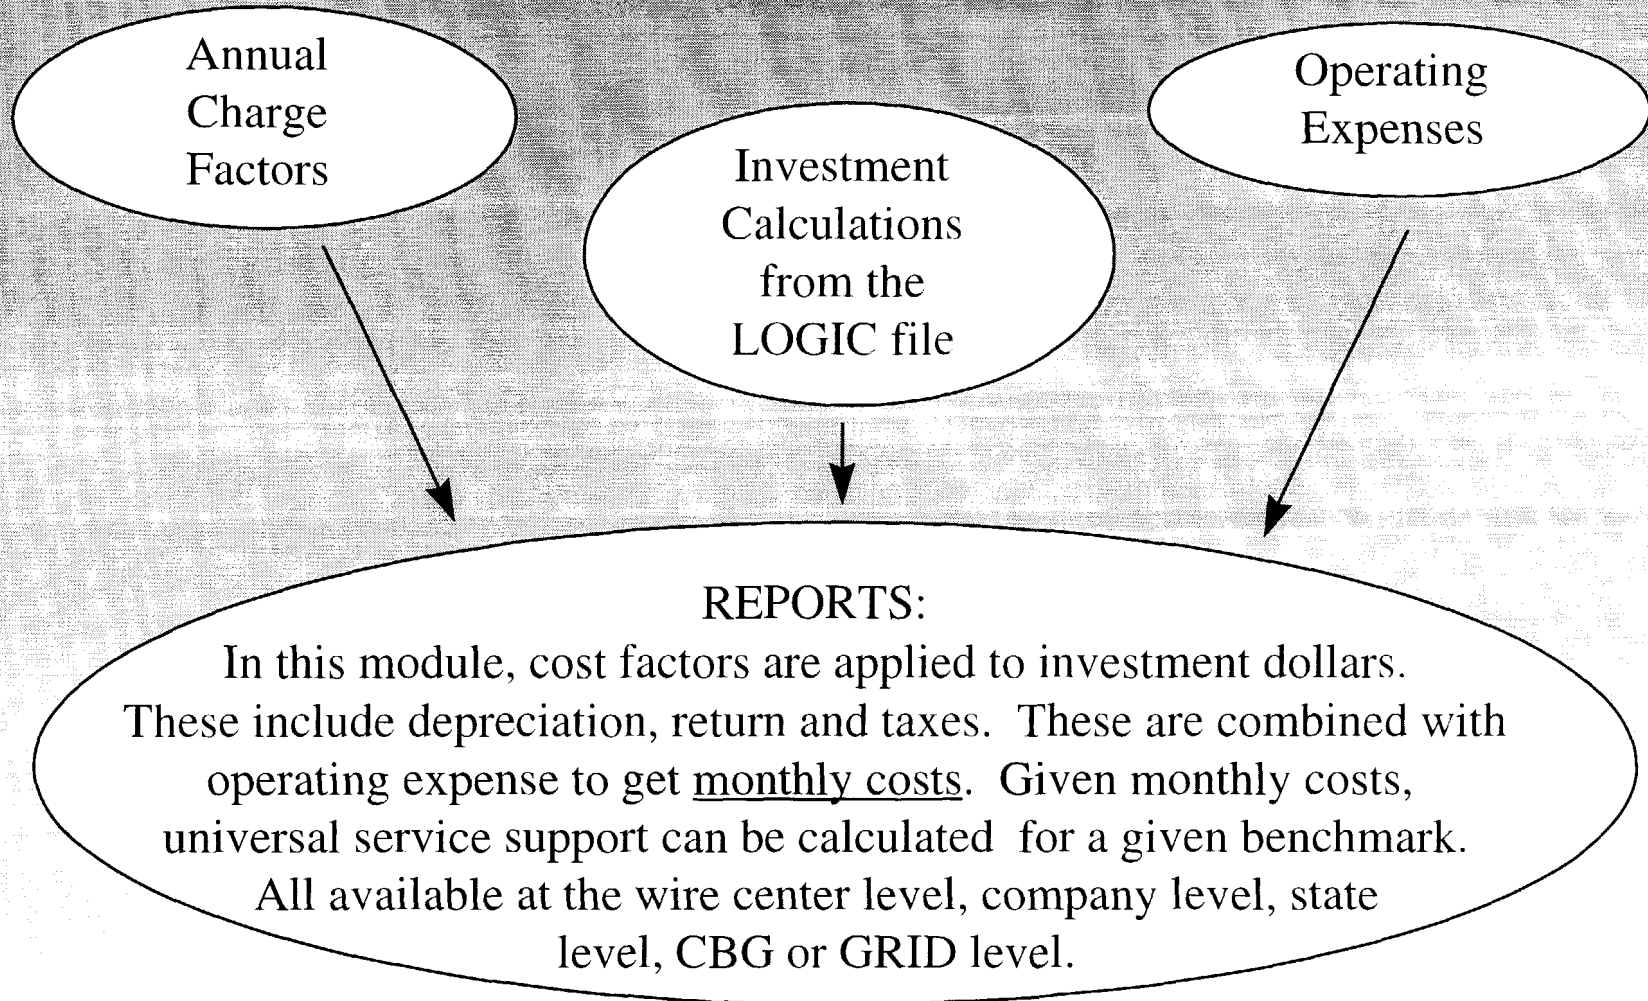 Annual
Charge
Factors
Investment
Calculations
from the
LOGIC file
Operating
Expenses
REPORTS:
In this module, cost factors are applied to investment dollars.
These include depreciation, return and taxes.  These are combined with
operating expense to get monthly costs.  Given monthly costs,
universal service support can be calculated  for a given benchmark.
All available at the wire center level, company level, state
level, CBG or GRID level.